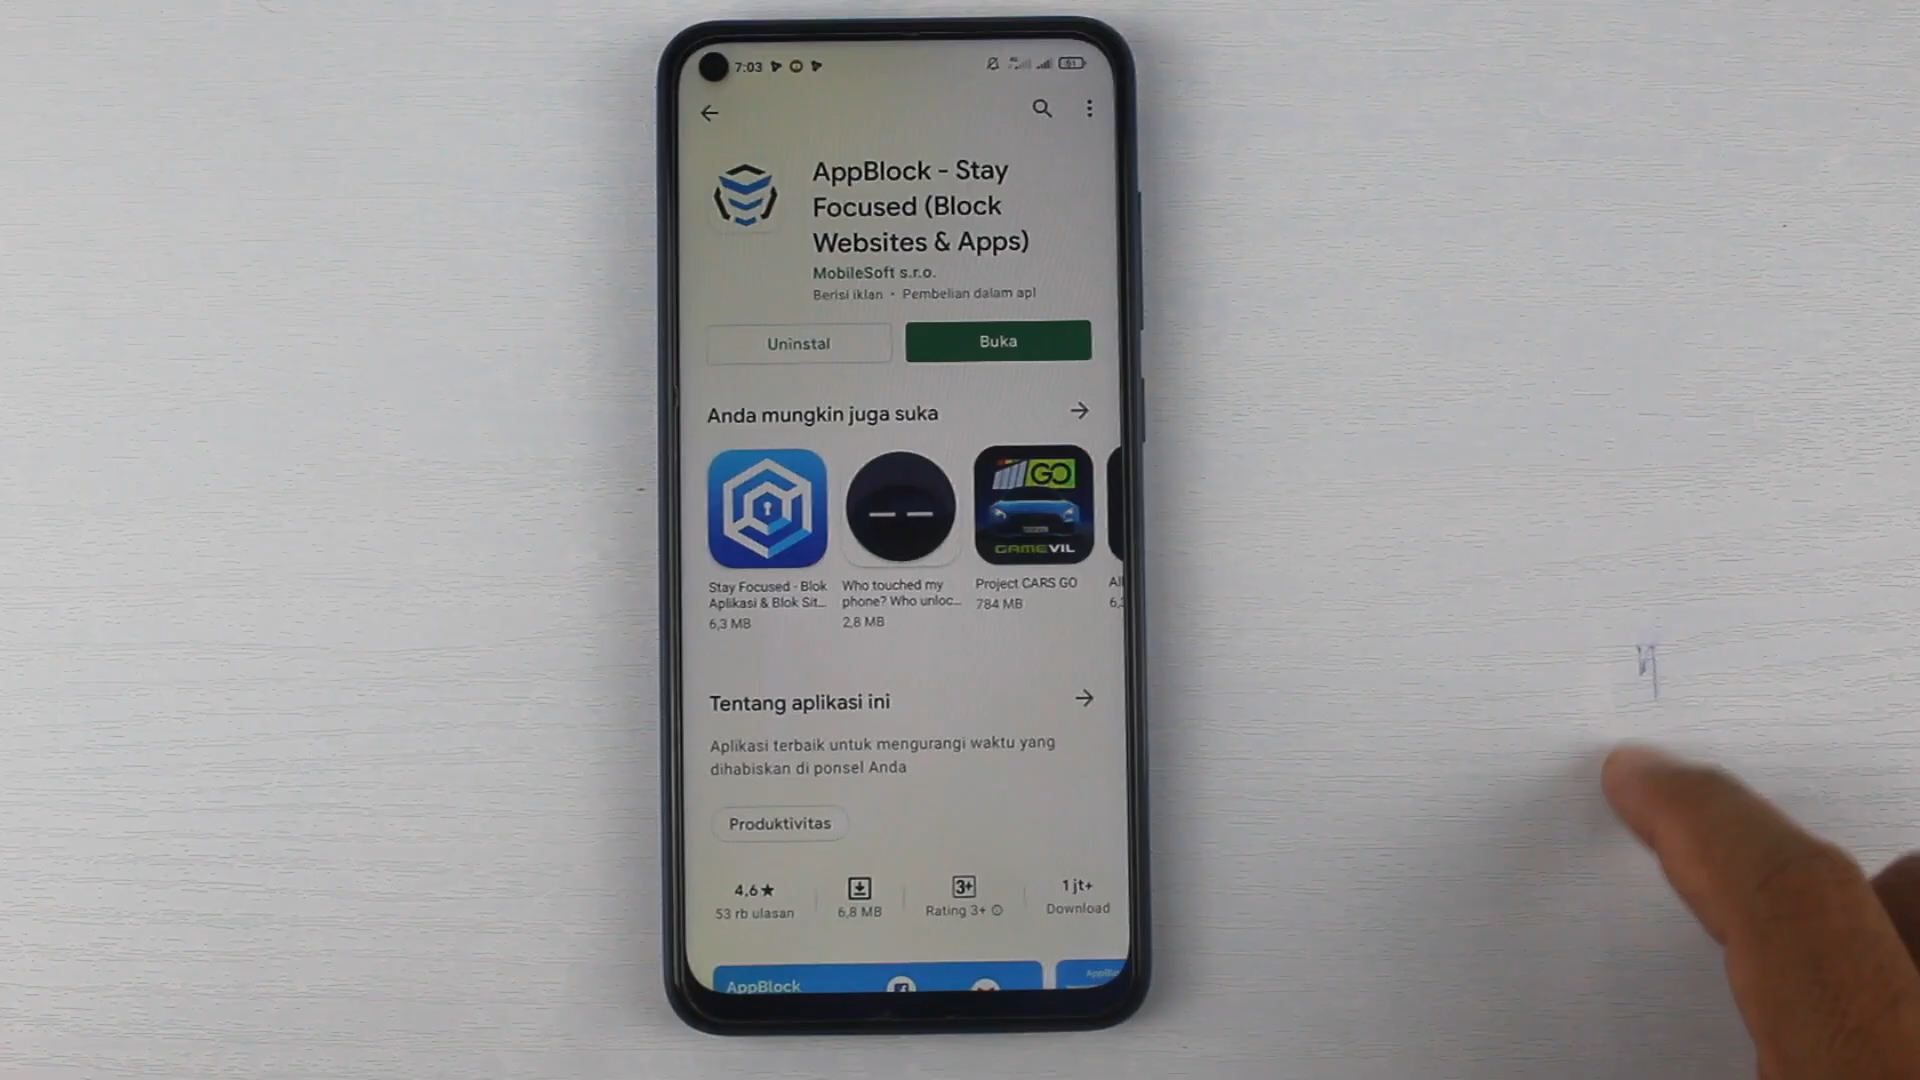 7:03
51
AppBlock - Stay
Focused (Block
Websites & Apps)
MobileSoft s.r.o.
Berisi iklan • Pembelian dalam apl
Uninstal
Buka
Anda mungkin juga suka
GO
GAMEVIL
Stay Focused - Blok
Aplikasi & Blok Sit...
6,3 MB
Who touched my
phone? Who unloc...
2,8 MB
Project CARS GO
784 MB
Tentang aplikasi ini
Aplikasi terbaik untuk mengurangi waktu yang
dihabiskan di ponsel Anda
Produktivitas
4,6★
53 rb ulasan
6,8 MB
3+
Rating 3+
1 jt+
Download
AppBlock